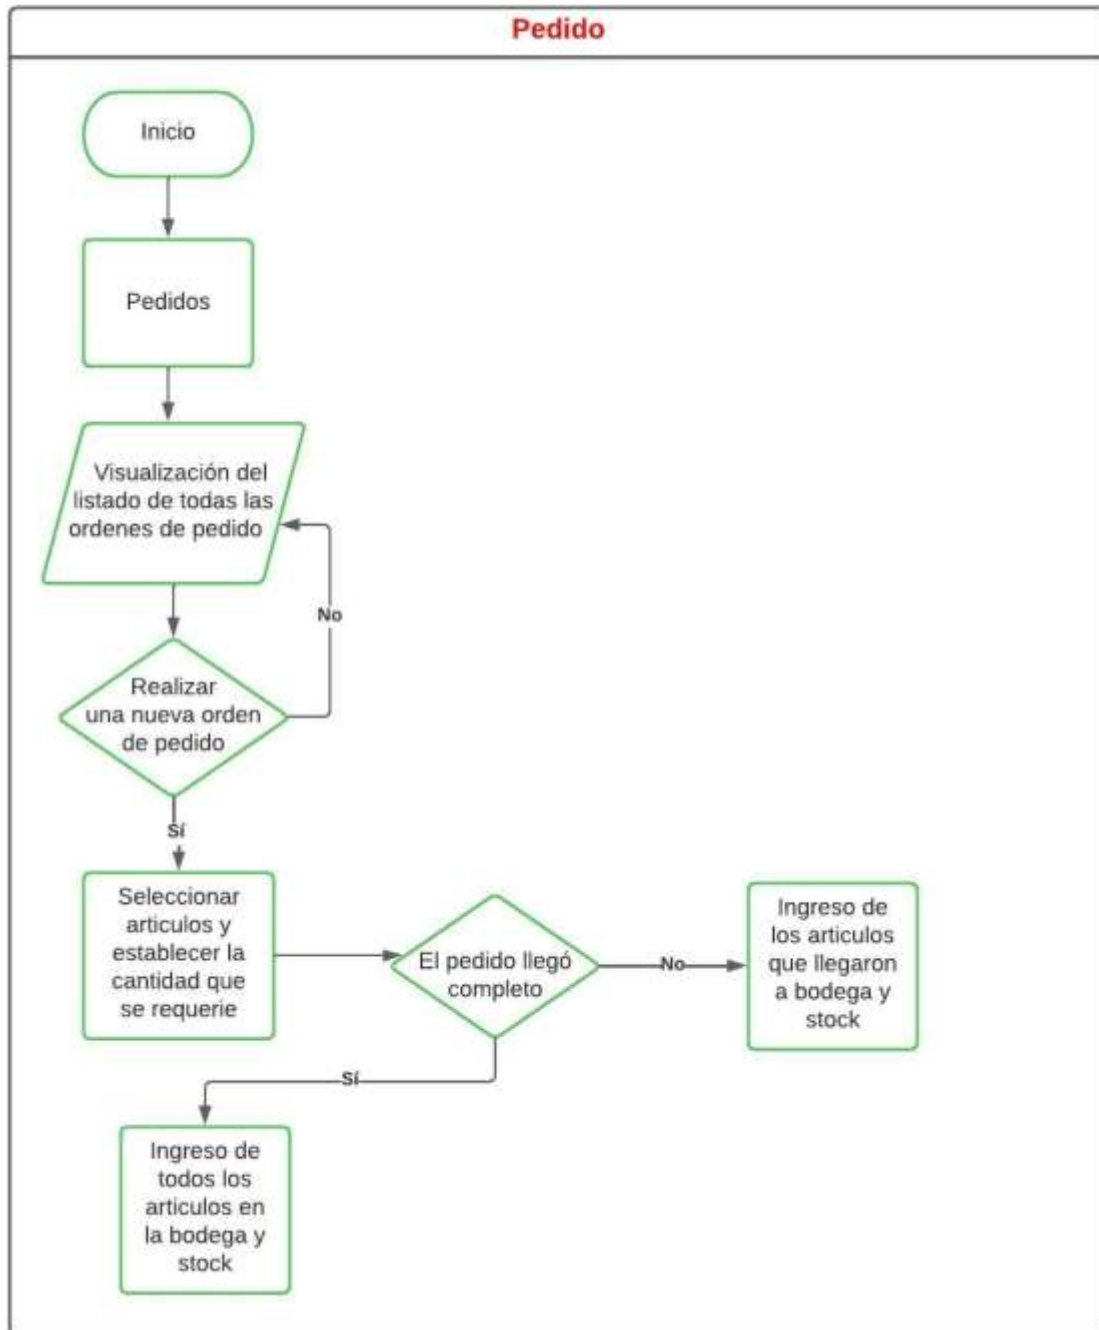 Pedido
Inicio
Pedidos
Visualización del
listado de todas las
ordenes de pedido
No
Realizar
una nueva orden
de pedido
Sí
Seleccionar
articulos y
establecer la
cantidad que
se requerie
El pedido llegó
completo
No
Ingreso de
los articulos
que llegaron
a bodega y
stock
Sí
Ingreso de
todos los
articulos en
la bodega y
stock